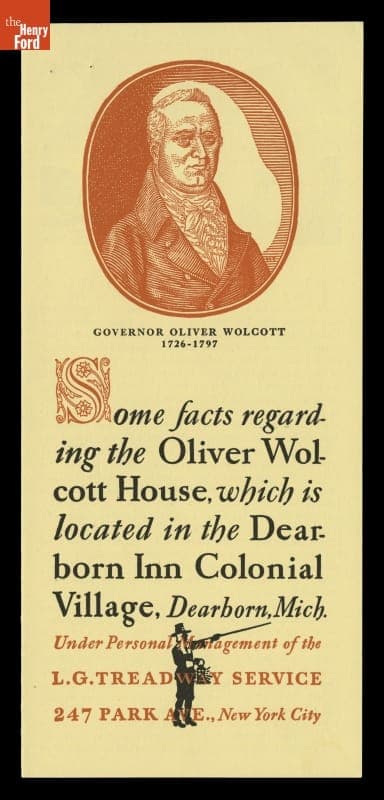 the
Henry
Ford
GOVERNOR OLIVER WOLCOTT
1726-1797
Some facts regard-
ing the Oliver Wol-
cott House, which is
located in the Dear-
born Inn Colonial
Village, Dearborn, Mich.
Under Personal Management of the
L.G. TREADWAY SERVICE
247 PARK AVE., New York City